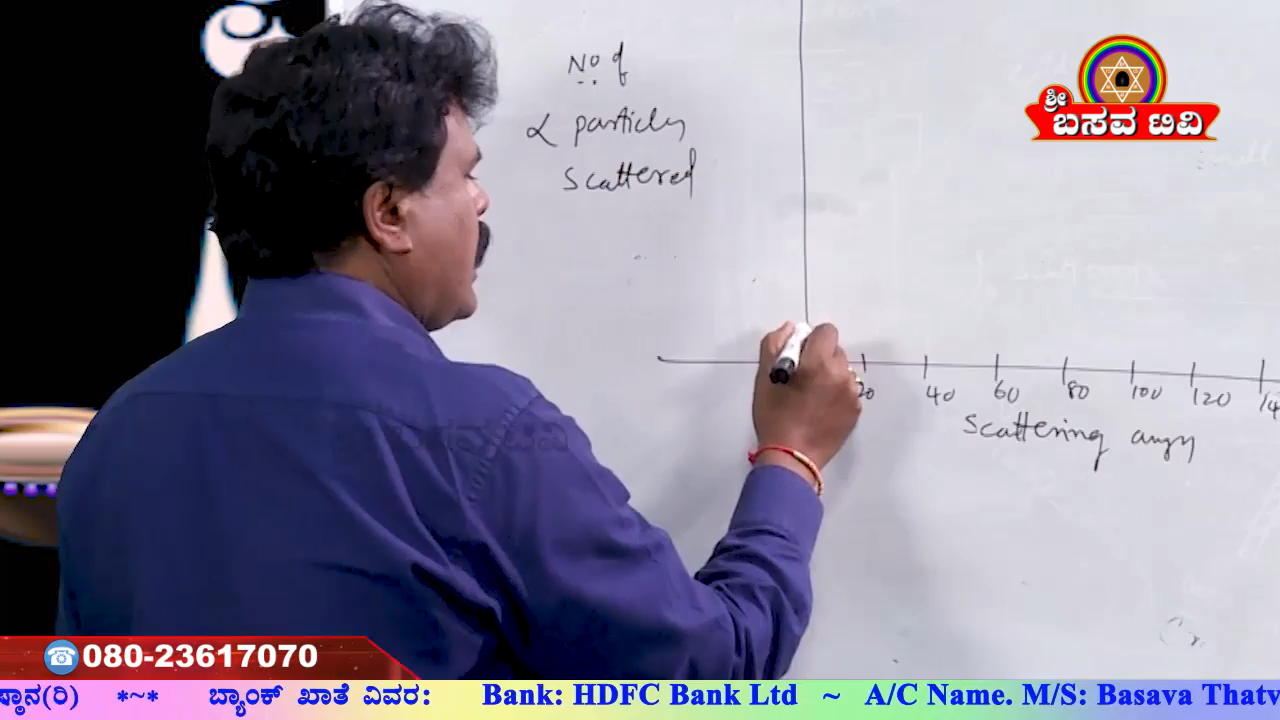 No of
α particles
scattered
ಶ್ರೀ
ಬಸವ ಟಿವಿ
20 40 60 80 100 120 14
Scattering angle
080-23617070
ಷ್ಠಾನ(ರಿ) *~* ಬ್ಯಾಂಕ್ ಖಾತೆ ವಿವರ: Bank: HDFC Bank Ltd ~ A/C Name. M/S: Basava Thatv